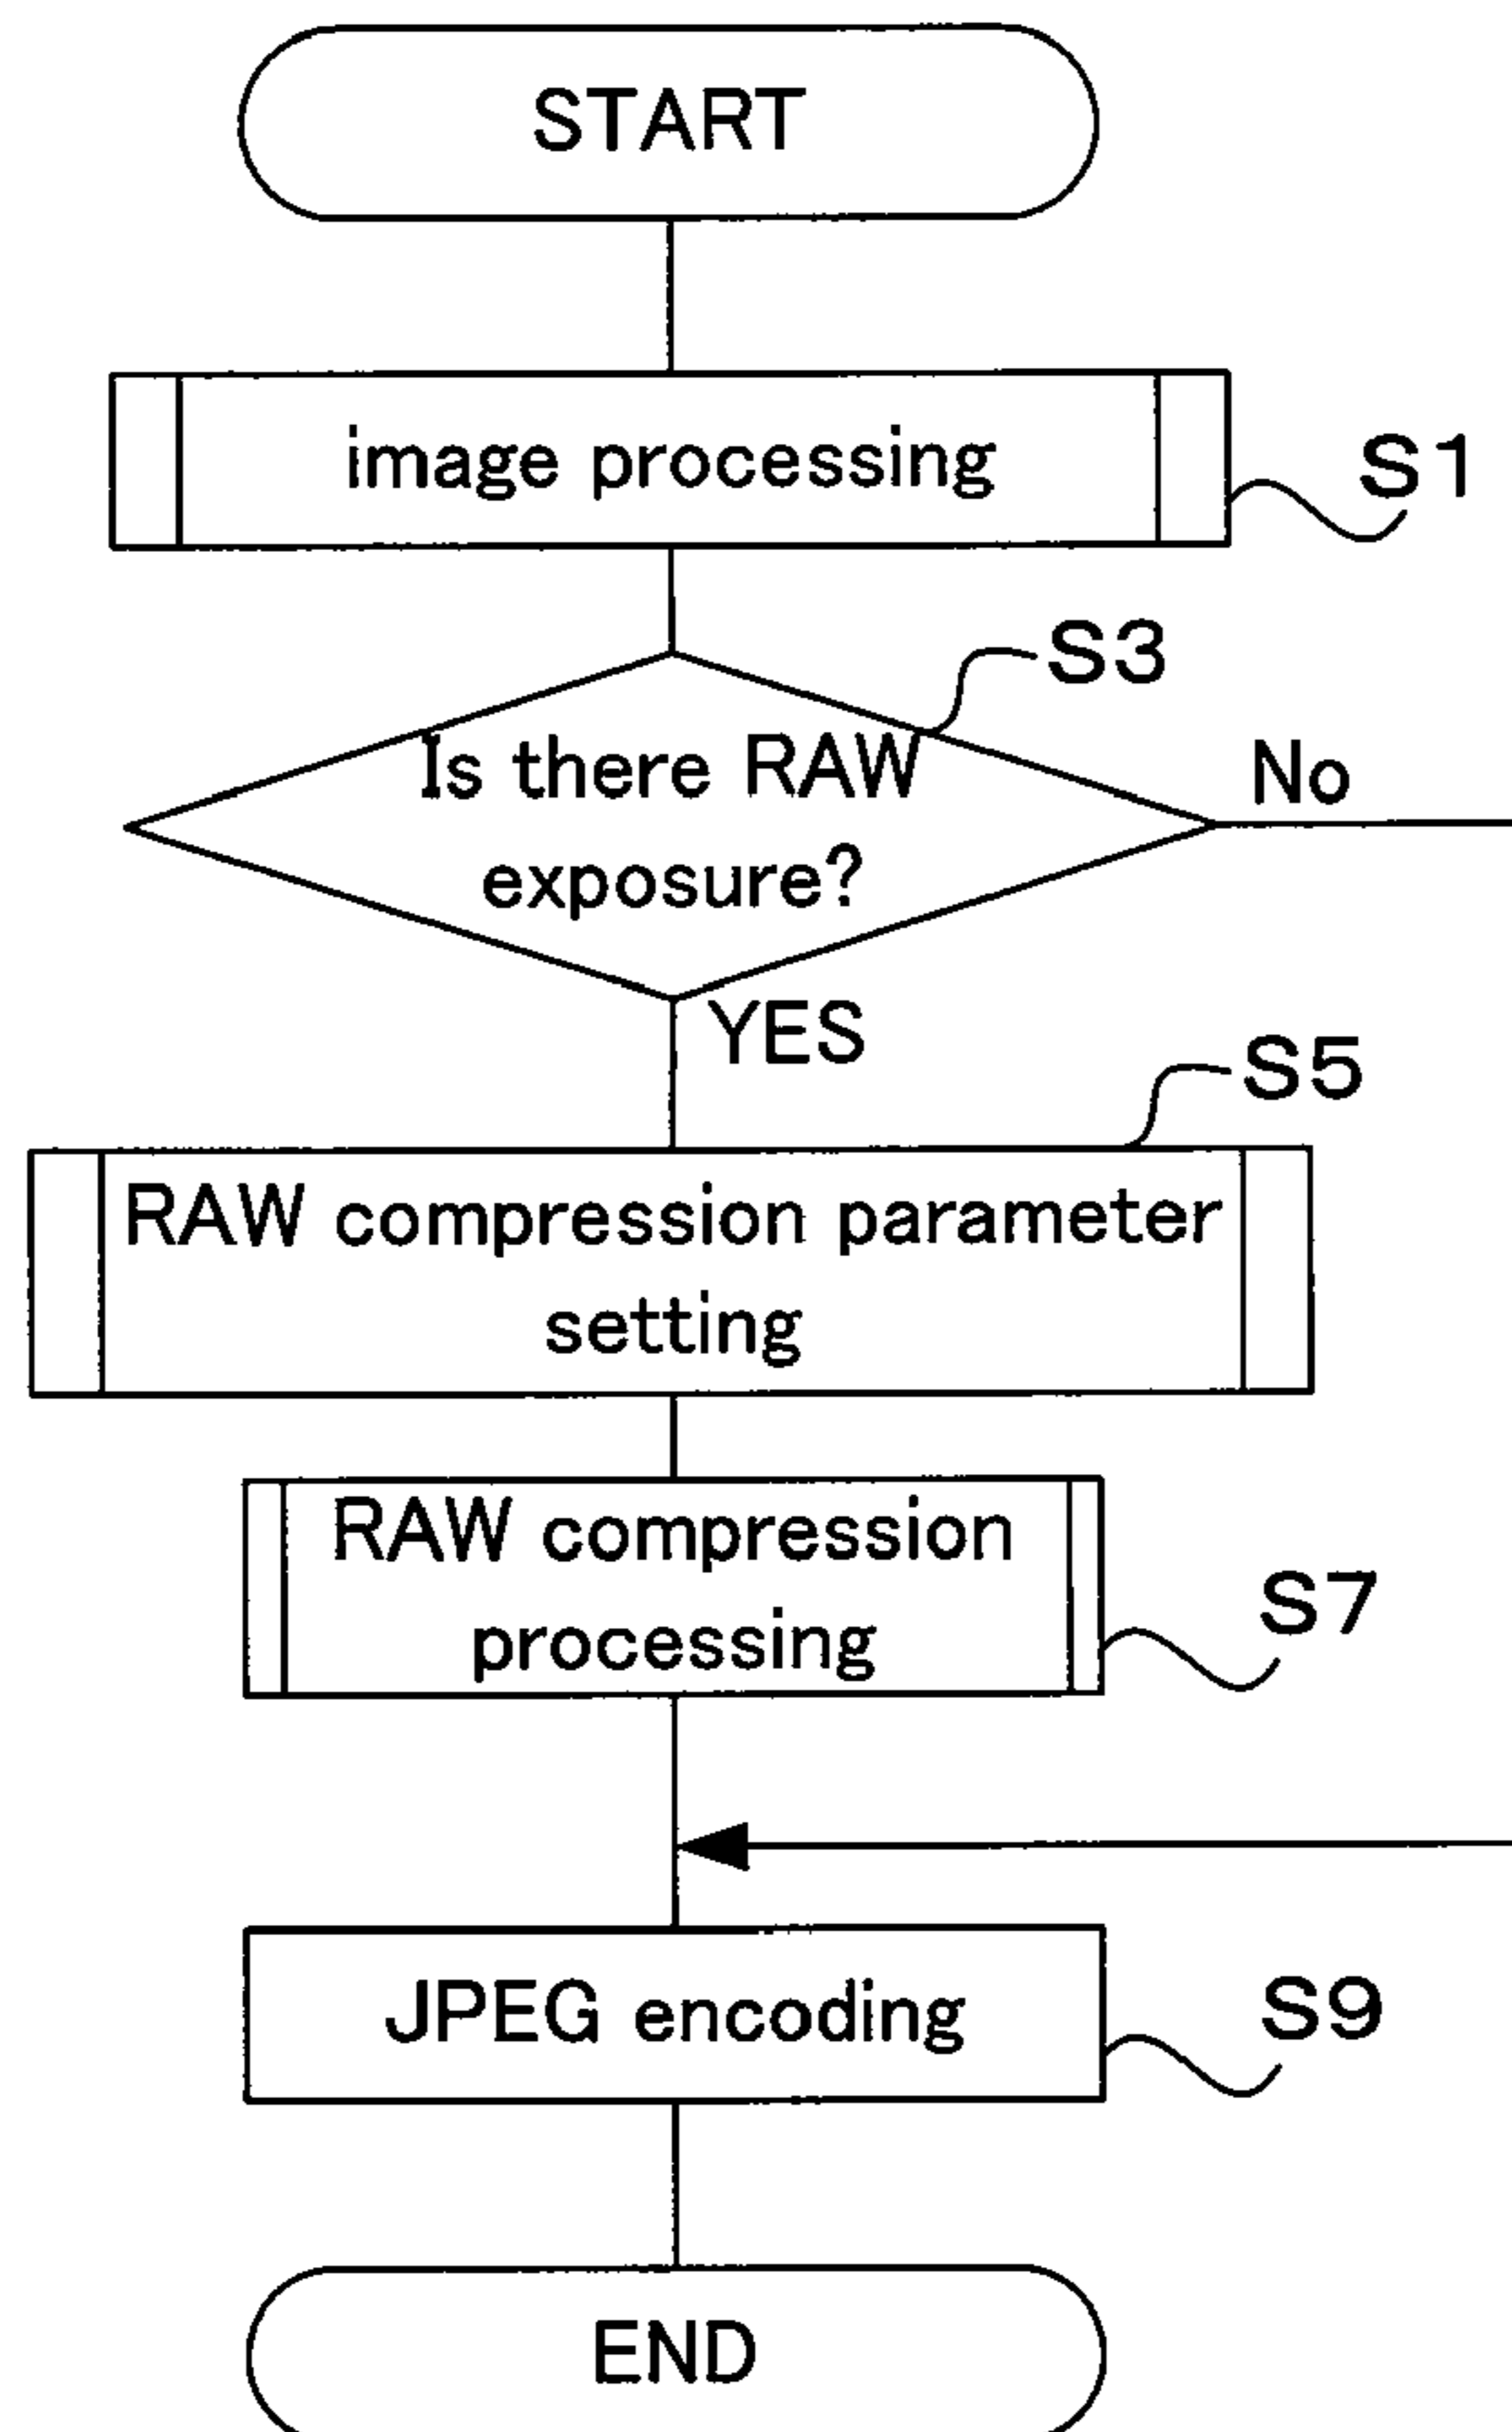 START
image processing
S1
S3
Is there RAW
exposure?
No
YES
S5
RAW compression parameter
setting
RAW compression
processing
S7
JPEG encoding
S9
END